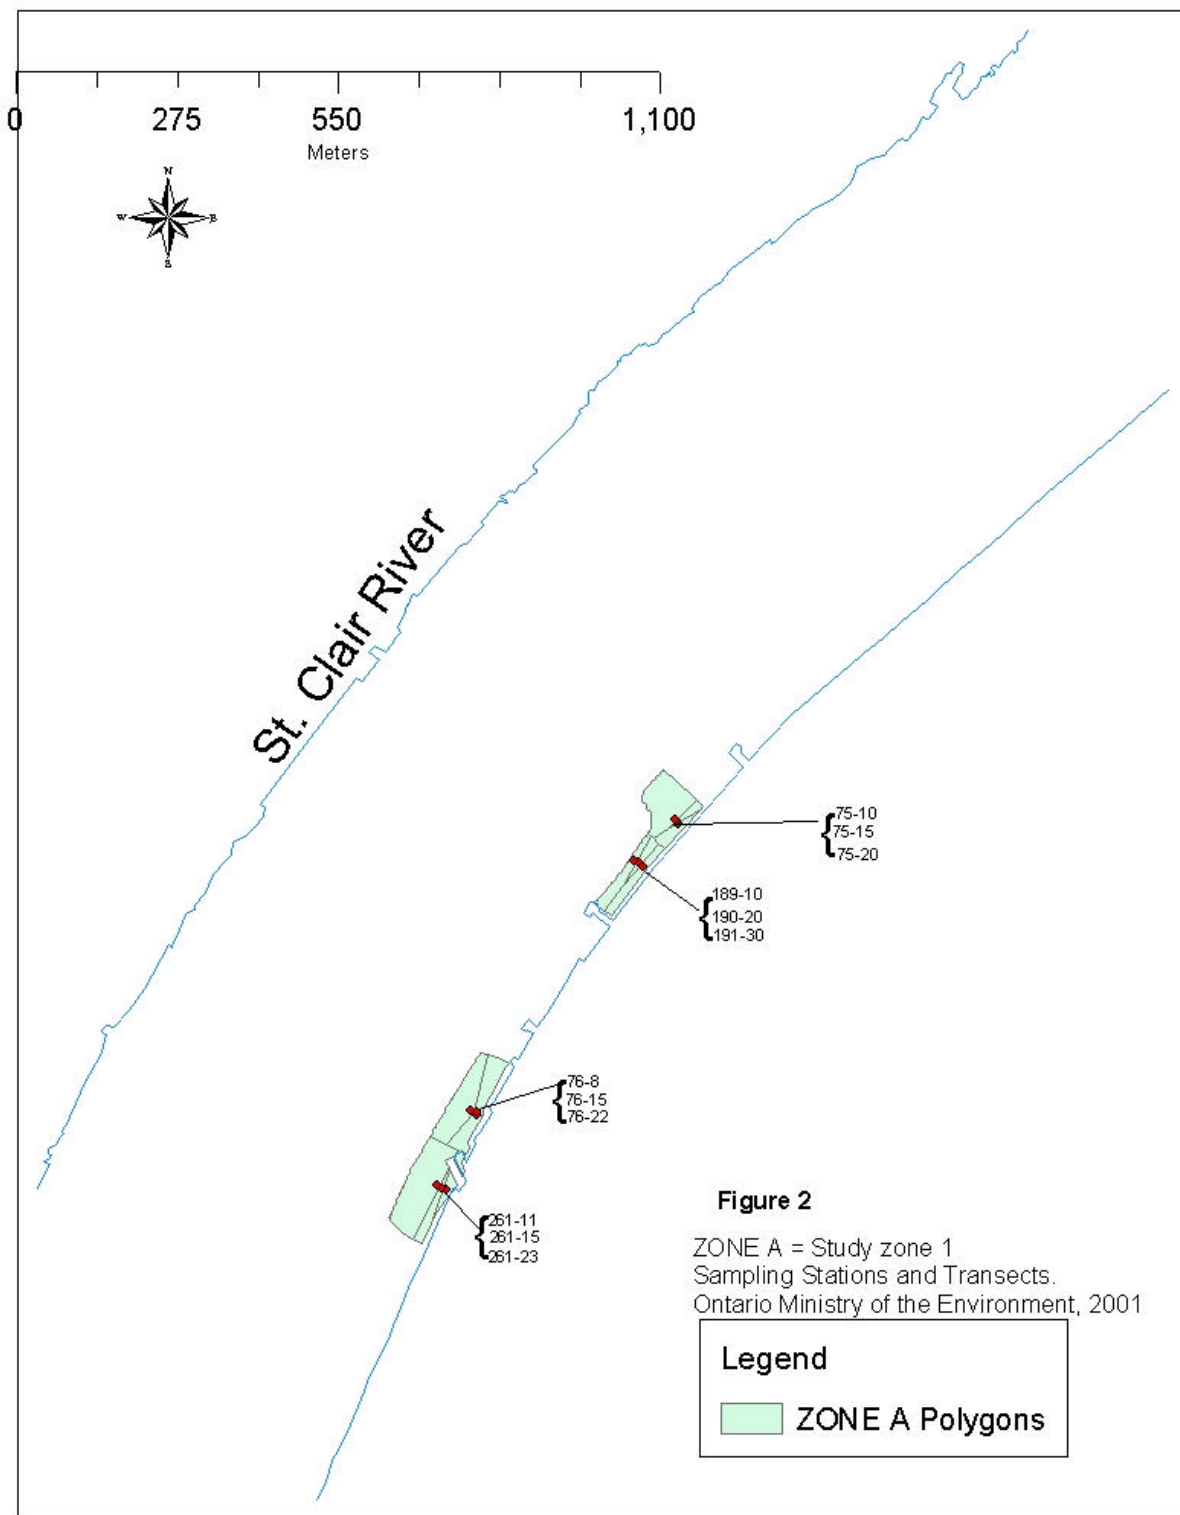 0 275 550 1,100
Meters
N
W E
S
St. Clair River
75-10
75-15
75-20
189-10
190-20
191-30
76-8
76-15
76-22
261-11
261-15
261-23
Figure 2
ZONE A = Study zone 1
Sampling Stations and Transects.
Ontario Ministry of the Environment, 2001
Legend
ZONE A Polygons